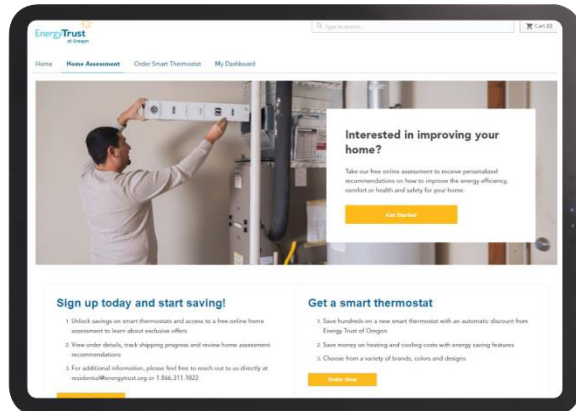 EnergyTrust
of Oregon
Type to search...
Cart (0)
Home Home Assessment Order Smart Thermostat My Dashboard
Interested in improving your
home?
Take our free online assessment to receive personalized
recommendations on how to improve the energy efficiency,
comfort or health and safety for your home.
Get Started
Sign up today and start saving!
1. Unlock savings on smart thermostats and access to a free online home
assessment to learn about exclusive offers
2. View order details, track shipping progress and review home assessment
recommendations
3. For additional information, please feel free to reach out to us directly at
residential@energytrust.org or 1.866.311.1822
Get a smart thermostat
1. Save hundreds on a new smart thermostat with an automatic discount from
Energy Trust of Oregon
2. Save money on heating and cooling costs with energy saving features
3. Choose from a variety of brands, colors and designs
Order Now